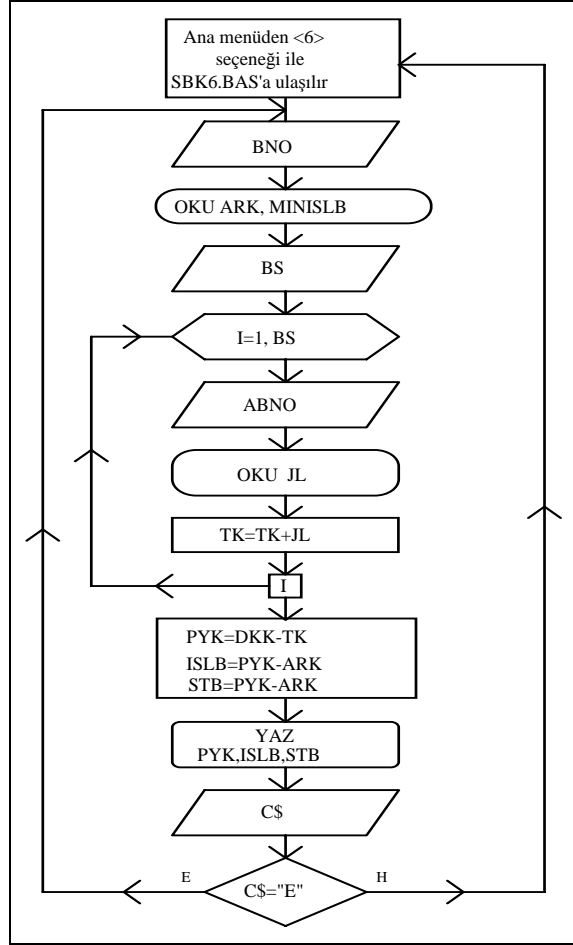 Ana menüden <6>
seçeneği ile
SBK6.BAS'a ulaşılır
BNO
OKU ARK, MINISLB
BS
I=1, BS
ABNO
OKU JL
TK=TK+JL
I
PYK=DKK-TK
ISLB=PYK-ARK
STB=PYK-ARK
YAZ
PYK,ISLB,STB
C$
E
C$="E"
H